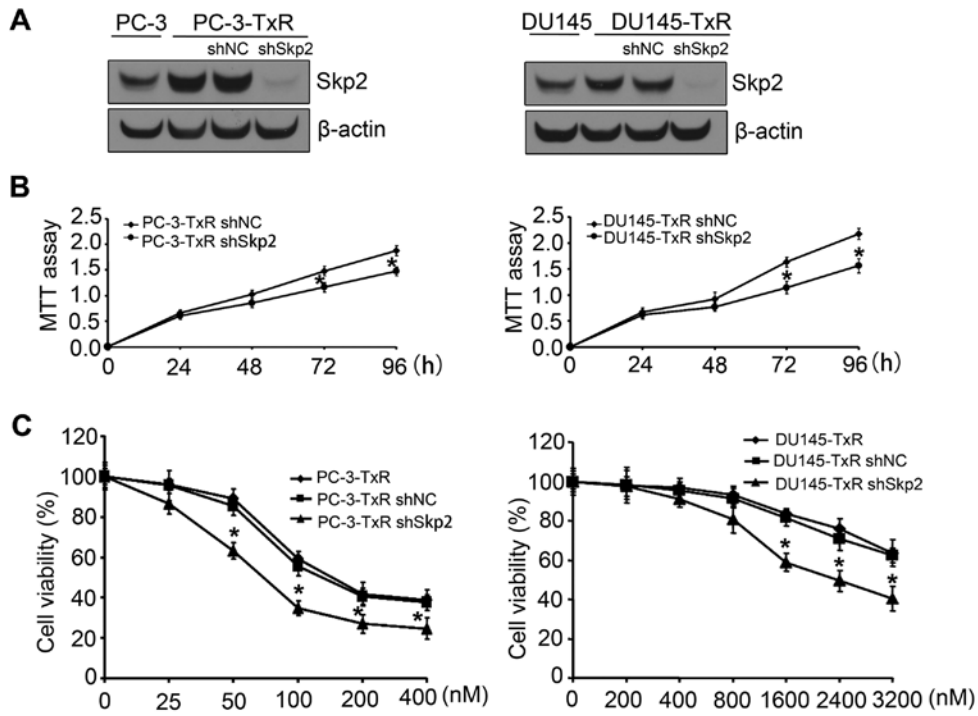 A
PC-3 PC-3-TxR
shNC shSkp2
Skp2
β-actin
DU145 DU145-TxR
shNC shSkp2
Skp2
β-actin
B
MTT assay
2.5
2.0
1.5
1.0
0.5
0.0
PC-3-TxR shNC
PC-3-TxR shSkp2
*
*
0 24 48 72 96 (h)
MTT assay
2.5
2.0
1.5
1.0
0.5
0.0
DU145-TxR shNC
DU145-TxR shSkp2
*
*
0 24 48 72 96 (h)
C
Cell viability (%)
120
100
80
60
40
20
0
PC-3-TxR
PC-3-TxR shNC
PC-3-TxR shSkp2
*
*
*
*
0 25 50 100 200 400 (nM)
Cell viability (%)
120
100
80
60
40
20
0
DU145-TxR
DU145-TxR shNC
DU145-TxR shSkp2
*
*
*
0 200 400 800 1600 2400 3200 (nM)